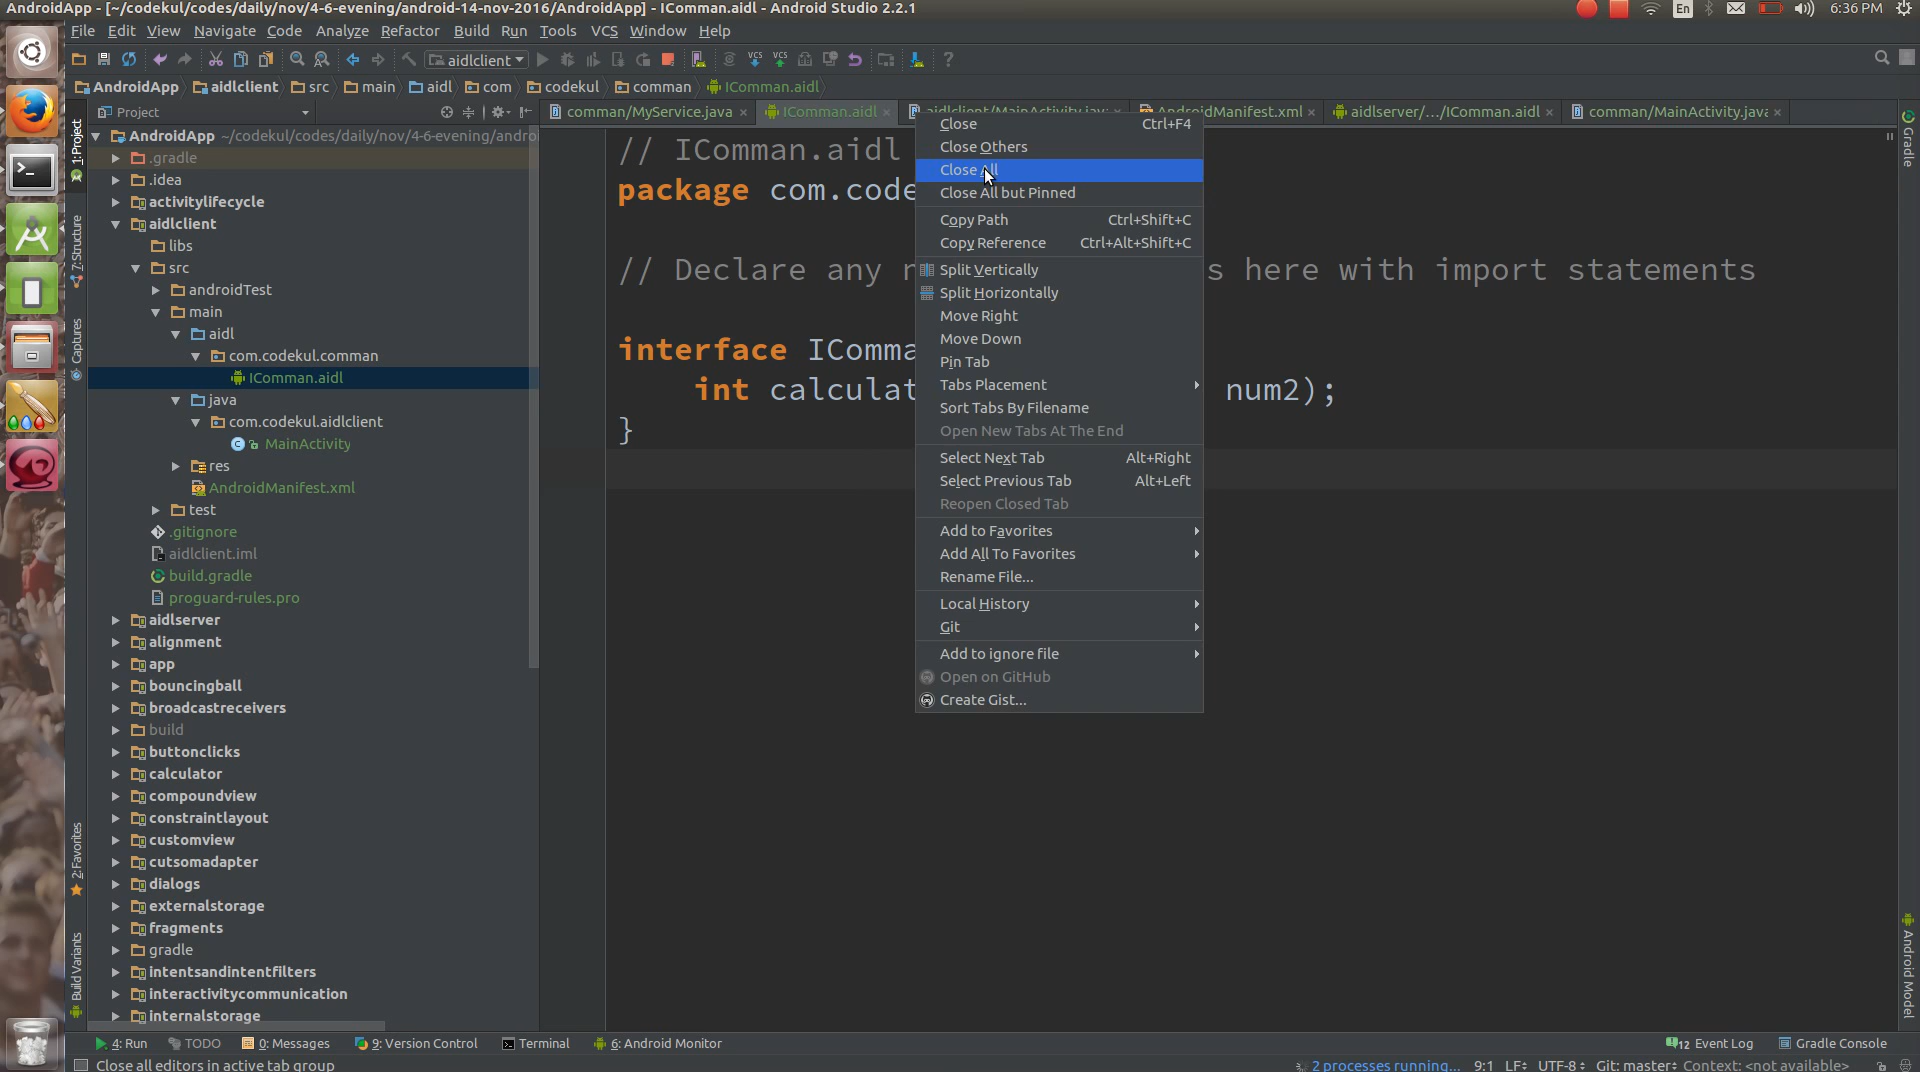 AndroidApp - [~/codekul/codes/daily/nov/4-6-evening/android-14-nov-2016/AndroidApp] - IComman.aidl - Android Studio 2.2.1
En
6:36 PM
File Edit View Navigate Code Analyze Refactor Build Run Tools VCS Window Help
aidlclient
VCS VCS
AndroidApp aidlclient src main aidl com codekul comman IComman.aidl
Project
comman/MyService.java IComman.aidl aidlclient/MainActivity.java AndroidManifest.xml aidlserver/.../IComman.aidl comman/MainActivity.java
1: Project
7: Structure
Captures
2: Favorites
Build Variants
AndroidApp ~/codekul/codes/daily/nov/4-6-evening/andro
.gradle
.idea
activitylifecycle
aidlclient
libs
src
androidTest
main
aidl
com.codekul.comman
IComman.aidl
java
com.codekul.aidlclient
MainActivity
res
AndroidManifest.xml
test
.gitignore
aidlclient.iml
build.gradle
proguard-rules.pro
aidlserver
alignment
app
bouncingball
broadcastreceivers
build
buttonclicks
calculator
compoundview
constraintlayout
customview
cutsomadapter
dialogs
externalstorage
fragments
gradle
intentsandintentfilters
interactivitycommunication
internalstorage
// IComman.aidl
package com.code
// Declare any n s here with import statements
interface IComma
int calculat num2);
}
Close Ctrl+F4
Close Others
Close All
Close All but Pinned
Copy Path Ctrl+Shift+C
Copy Reference Ctrl+Alt+Shift+C
Split Vertically
Split Horizontally
Move Right
Move Down
Pin Tab
Tabs Placement
Sort Tabs By Filename
Open New Tabs At The End
Select Next Tab Alt+Right
Select Previous Tab Alt+Left
Reopen Closed Tab
Add to Favorites
Add All To Favorites
Rename File...
Local History
Git
Add to ignore file
Open on GitHub
Create Gist...
Gradle
Android Model
4: Run TODO 0: Messages 9: Version Control Terminal 6: Android Monitor 12 Event Log Gradle Console
Close all editors in active tab group 2 processes running... 9:1 LF UTF-8 Git: master Context: <not available>